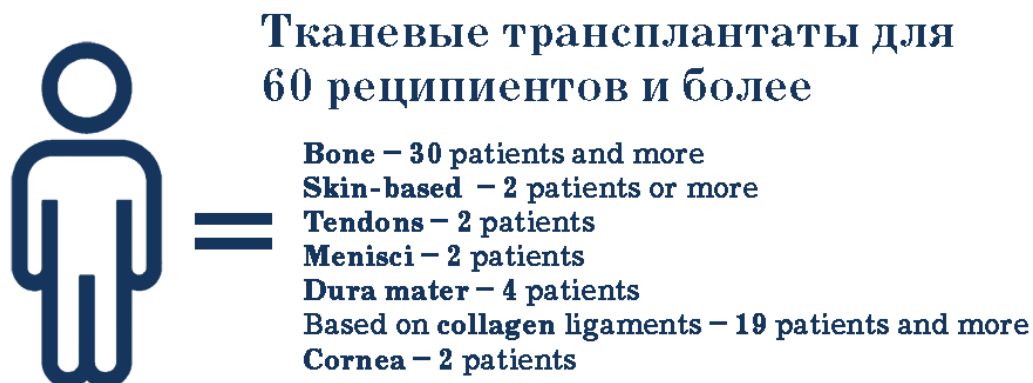 Тканевые трансплантаты для
60 реципиентов и более
Bone – 30 patients and more
Skin-based – 2 patients or more
Tendons – 2 patients
Menisci – 2 patients
Dura mater – 4 patients
Based on collagen ligaments – 19 patients and more
Cornea – 2 patients